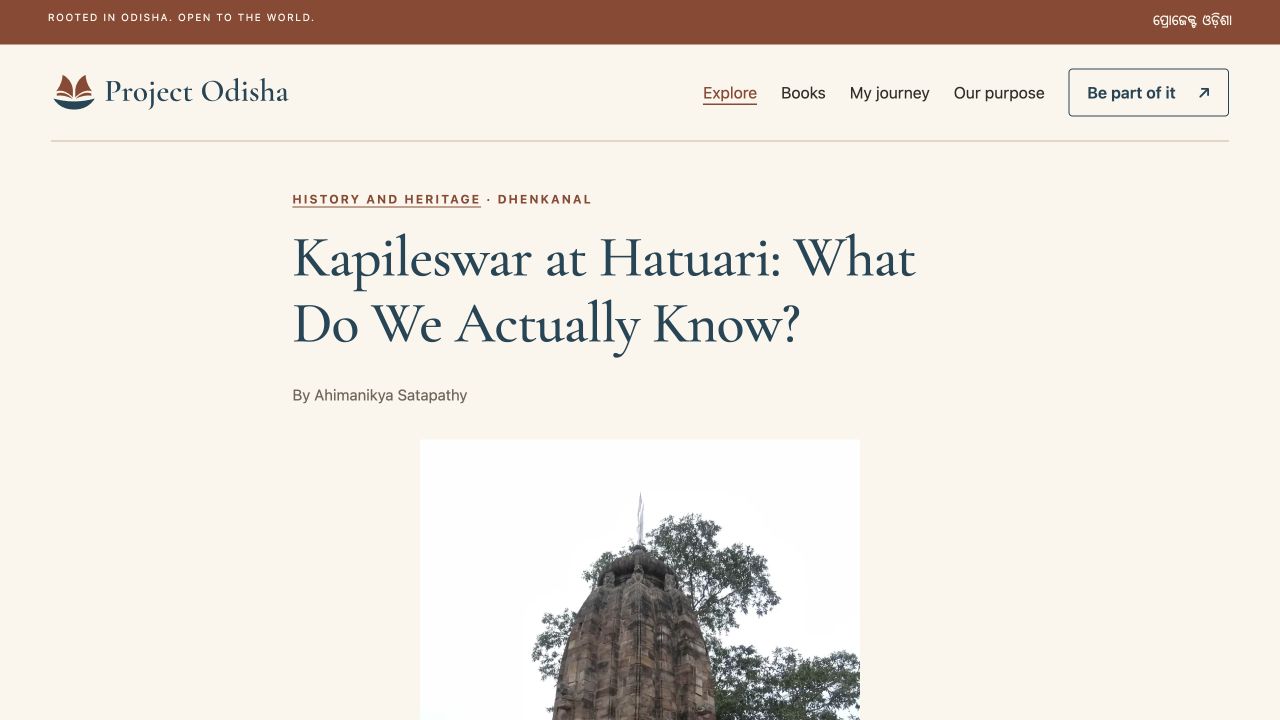 ROOTED IN ODISHA. OPEN TO THE WORLD.
ପ୍ରୋଜେକ୍ଟ ଓଡ଼ିଶା
Project Odisha
Explore
Books
My journey
Our purpose
Be part of it
HISTORY AND HERITAGE · DHENKANAL
Kapileswar at Hatuari: What
Do We Actually Know?
By Ahimanikya Satapathy